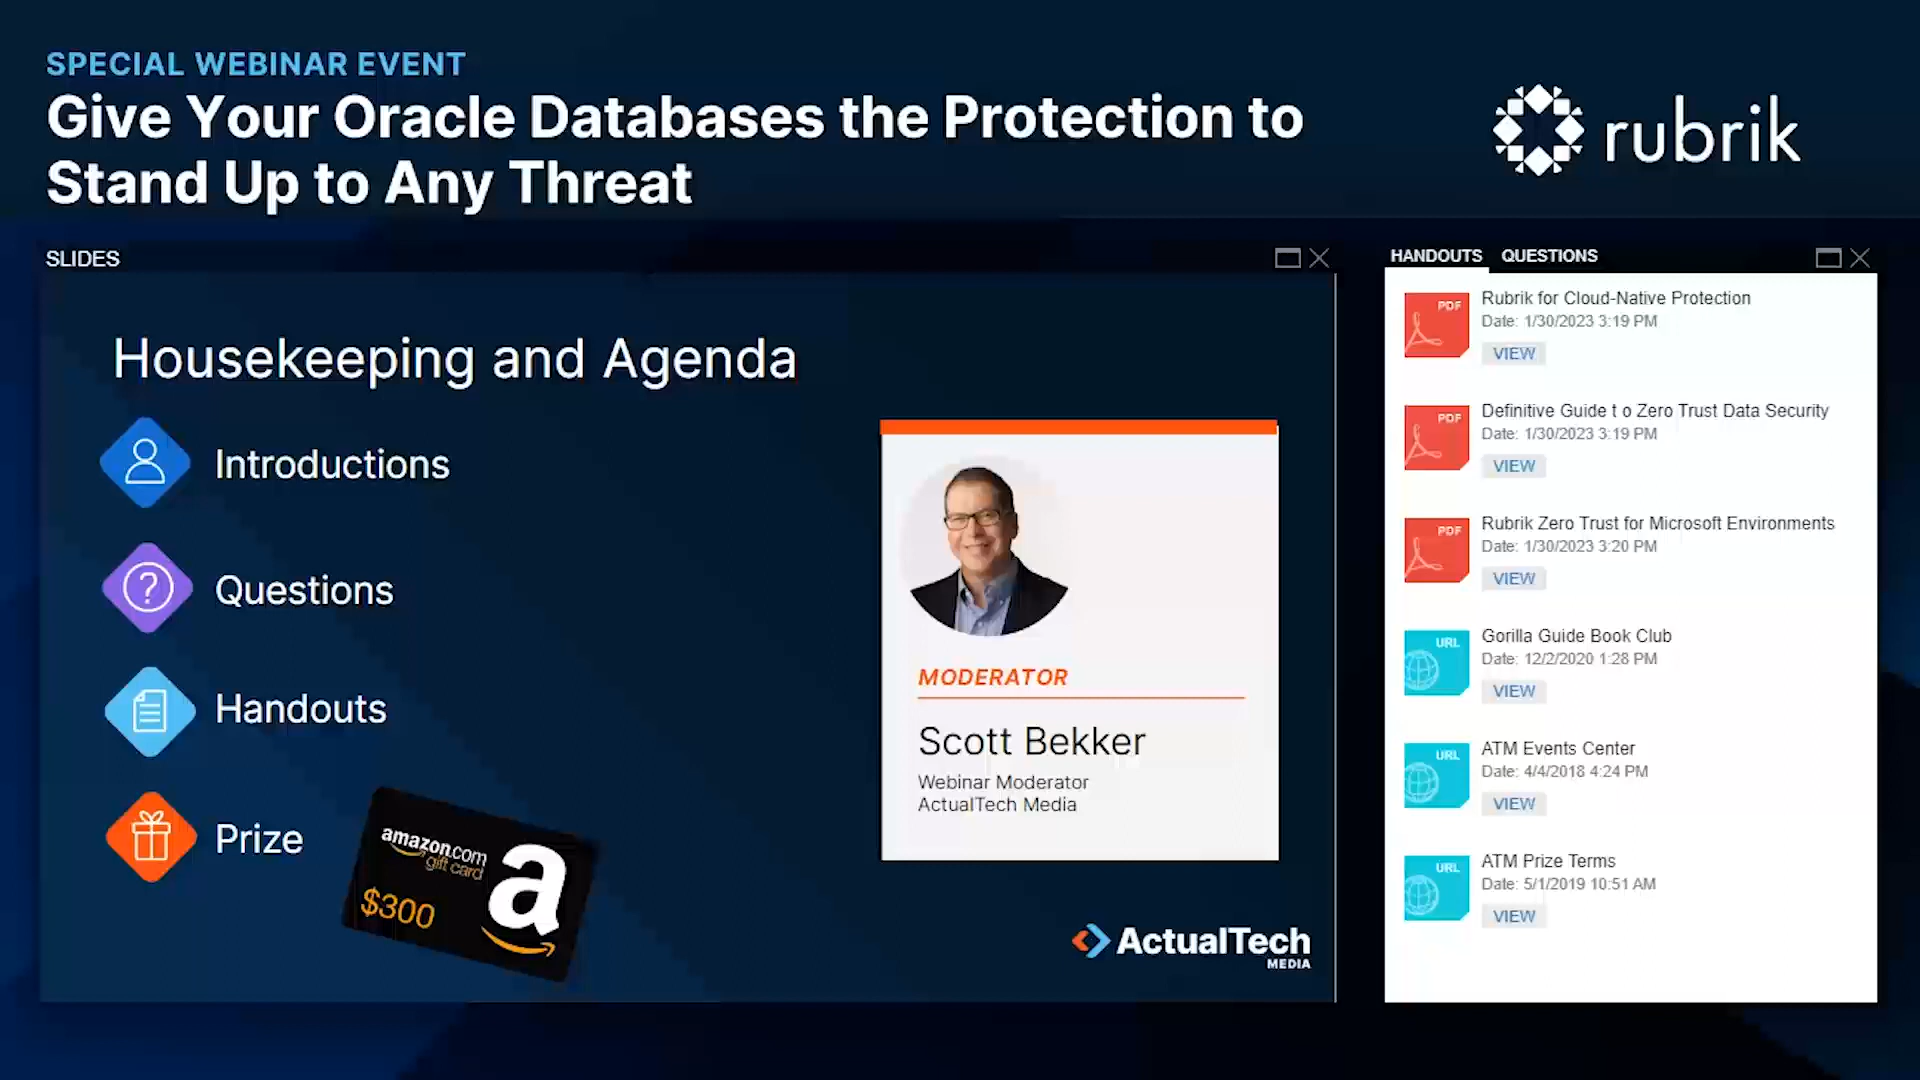 SPECIAL WEBINAR EVENT
Give Your Oracle Databases the Protection to
Stand Up to Any Threat
rubrik
SLIDES
Housekeeping and Agenda
Introductions
Questions
Handouts
Prize
amazon.com
gift card
$300
a
MODERATOR
Scott Bekker
Webinar Moderator
ActualTech Media
ActualTech
MEDIA
HANDOUTS QUESTIONS
PDF
Rubrik for Cloud-Native Protection
Date: 1/30/2023 3:19 PM
VIEW
PDF
Definitive Guide t o Zero Trust Data Security
Date: 1/30/2023 3:19 PM
VIEW
PDF
Rubrik Zero Trust for Microsoft Environments
Date: 1/30/2023 3:20 PM
VIEW
URL
Gorilla Guide Book Club
Date: 12/2/2020 1:28 PM
VIEW
URL
ATM Events Center
Date: 4/4/2018 4:24 PM
VIEW
URL
ATM Prize Terms
Date: 5/1/2019 10:51 AM
VIEW